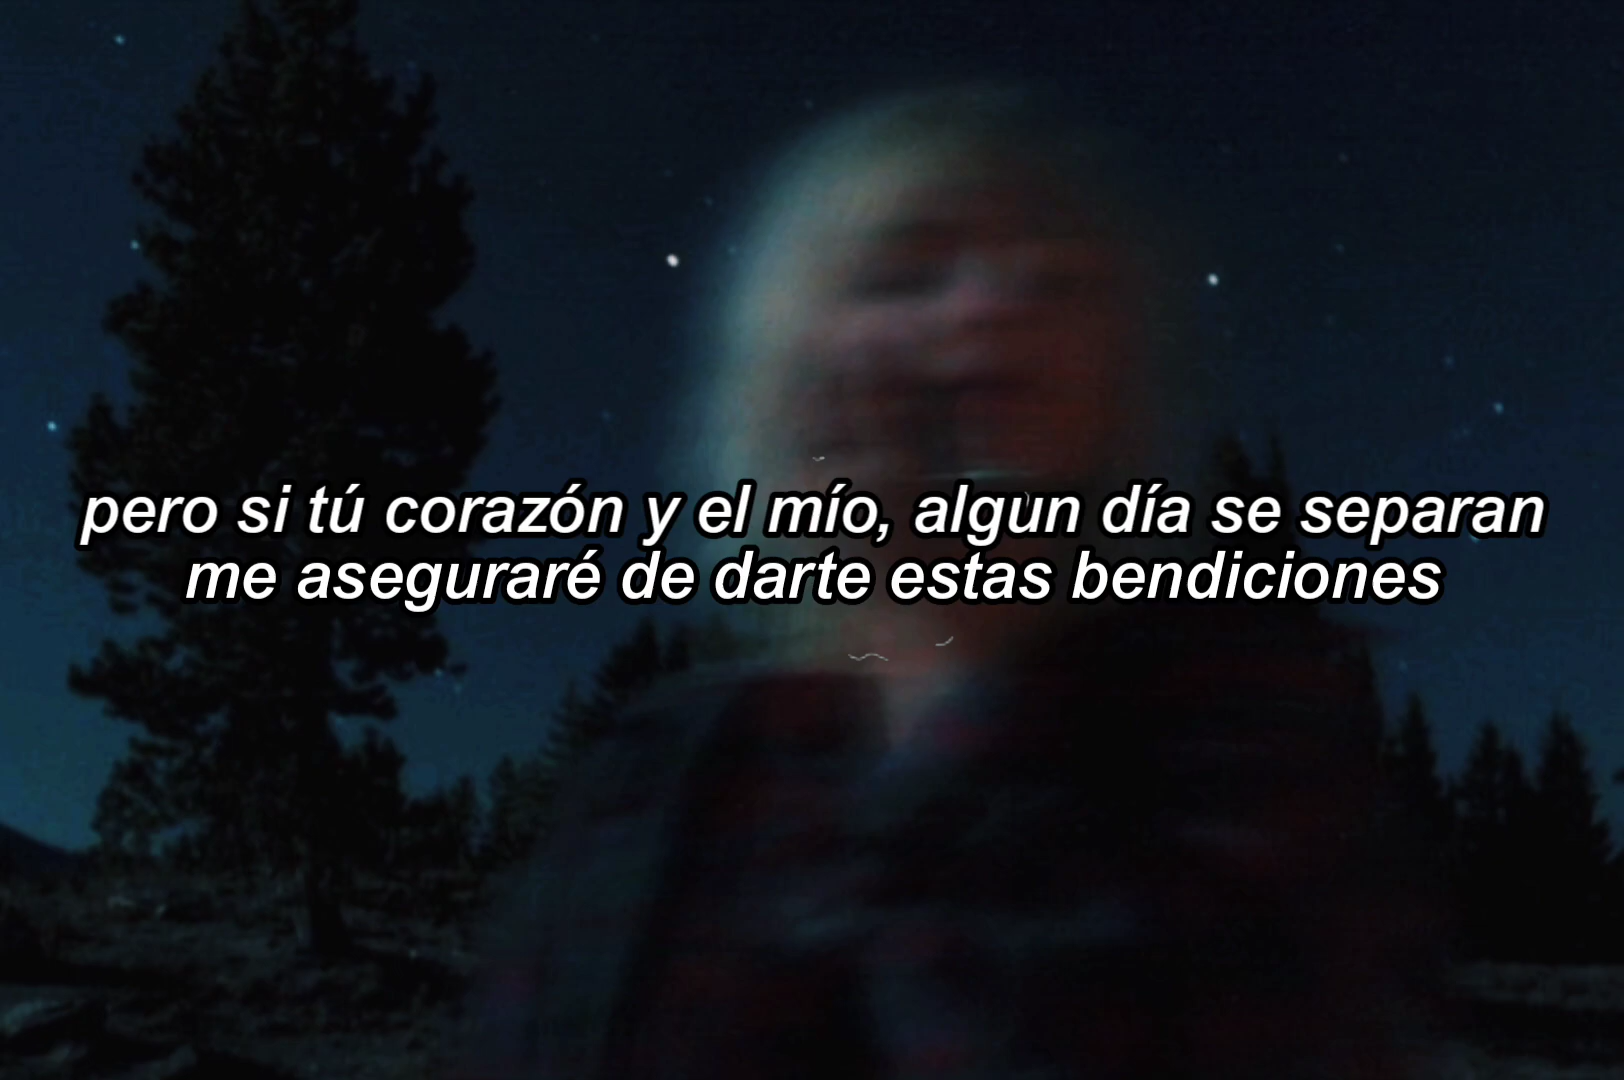 pero si tú corazón y el mío, algun día se separan
me aseguraré de darte estas bendiciones